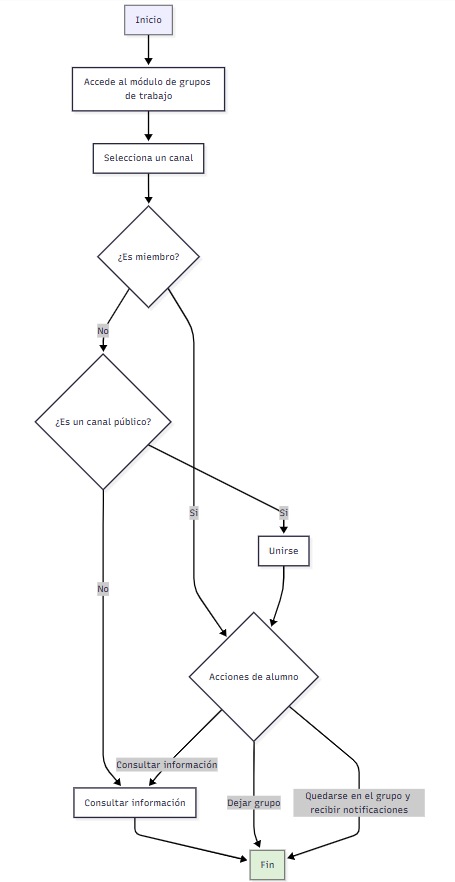 Inicio
Accede al módulo de grupos
de trabajo
Selecciona un canal
¿Es miembro?
No
¿Es un canal público?
Si
Si
Unirse
No
Acciones de alumno
Consultar información
Consultar información
Dejar grupo
Quedarse en el grupo y
recibir notificaciones
Fin